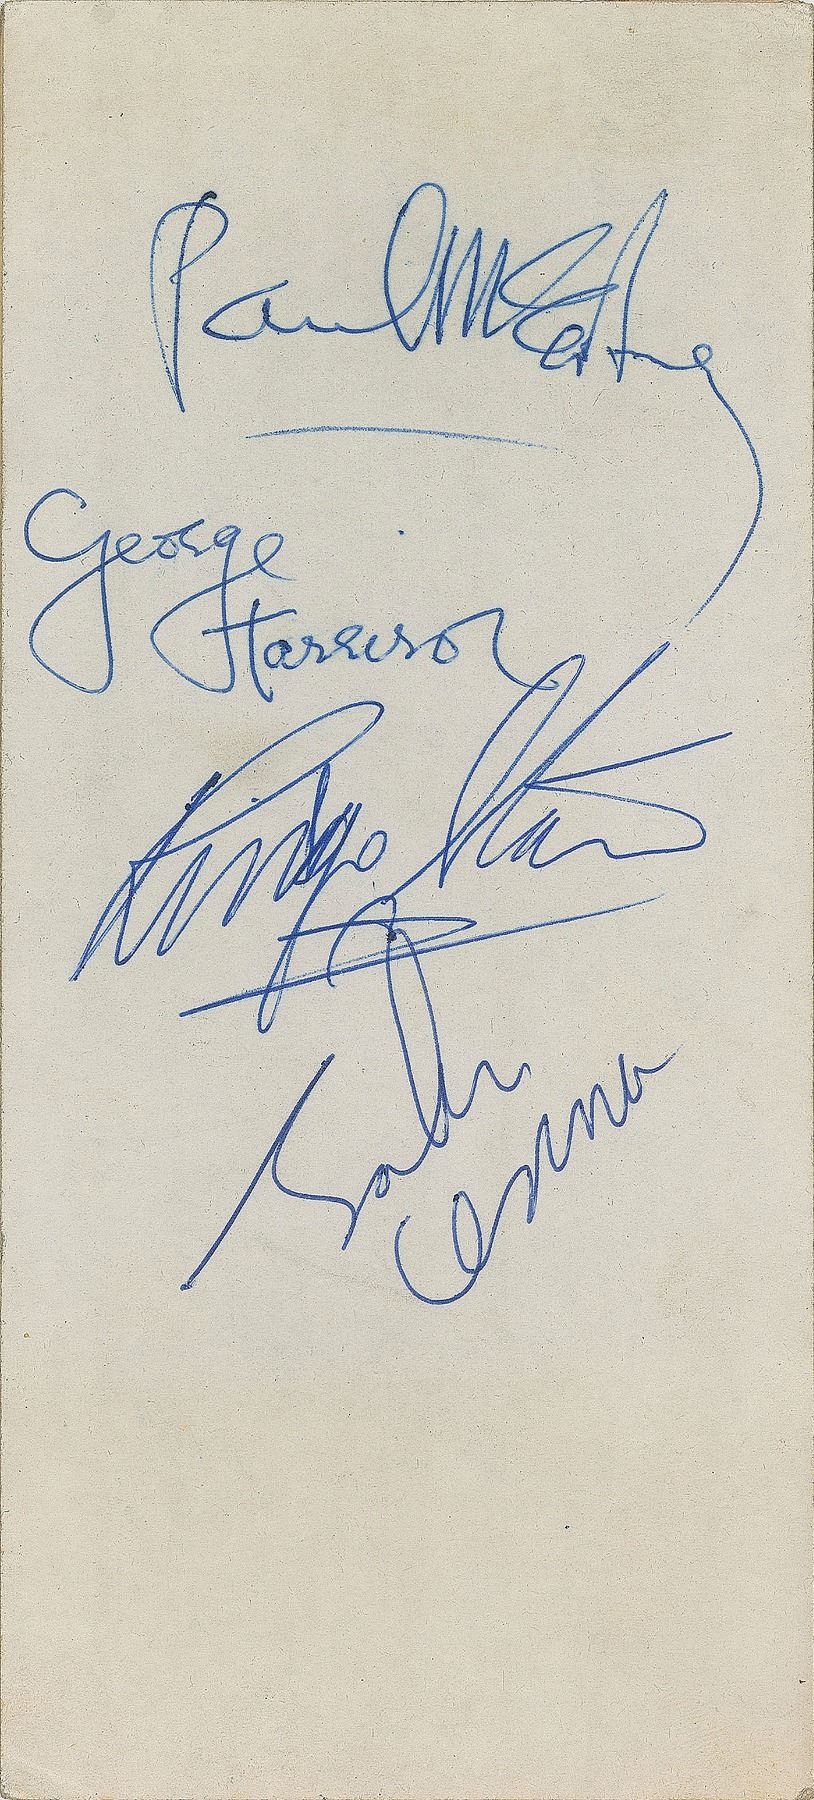 Paul McCartney
George
Harrison
Ringo Starr
John
Lennon